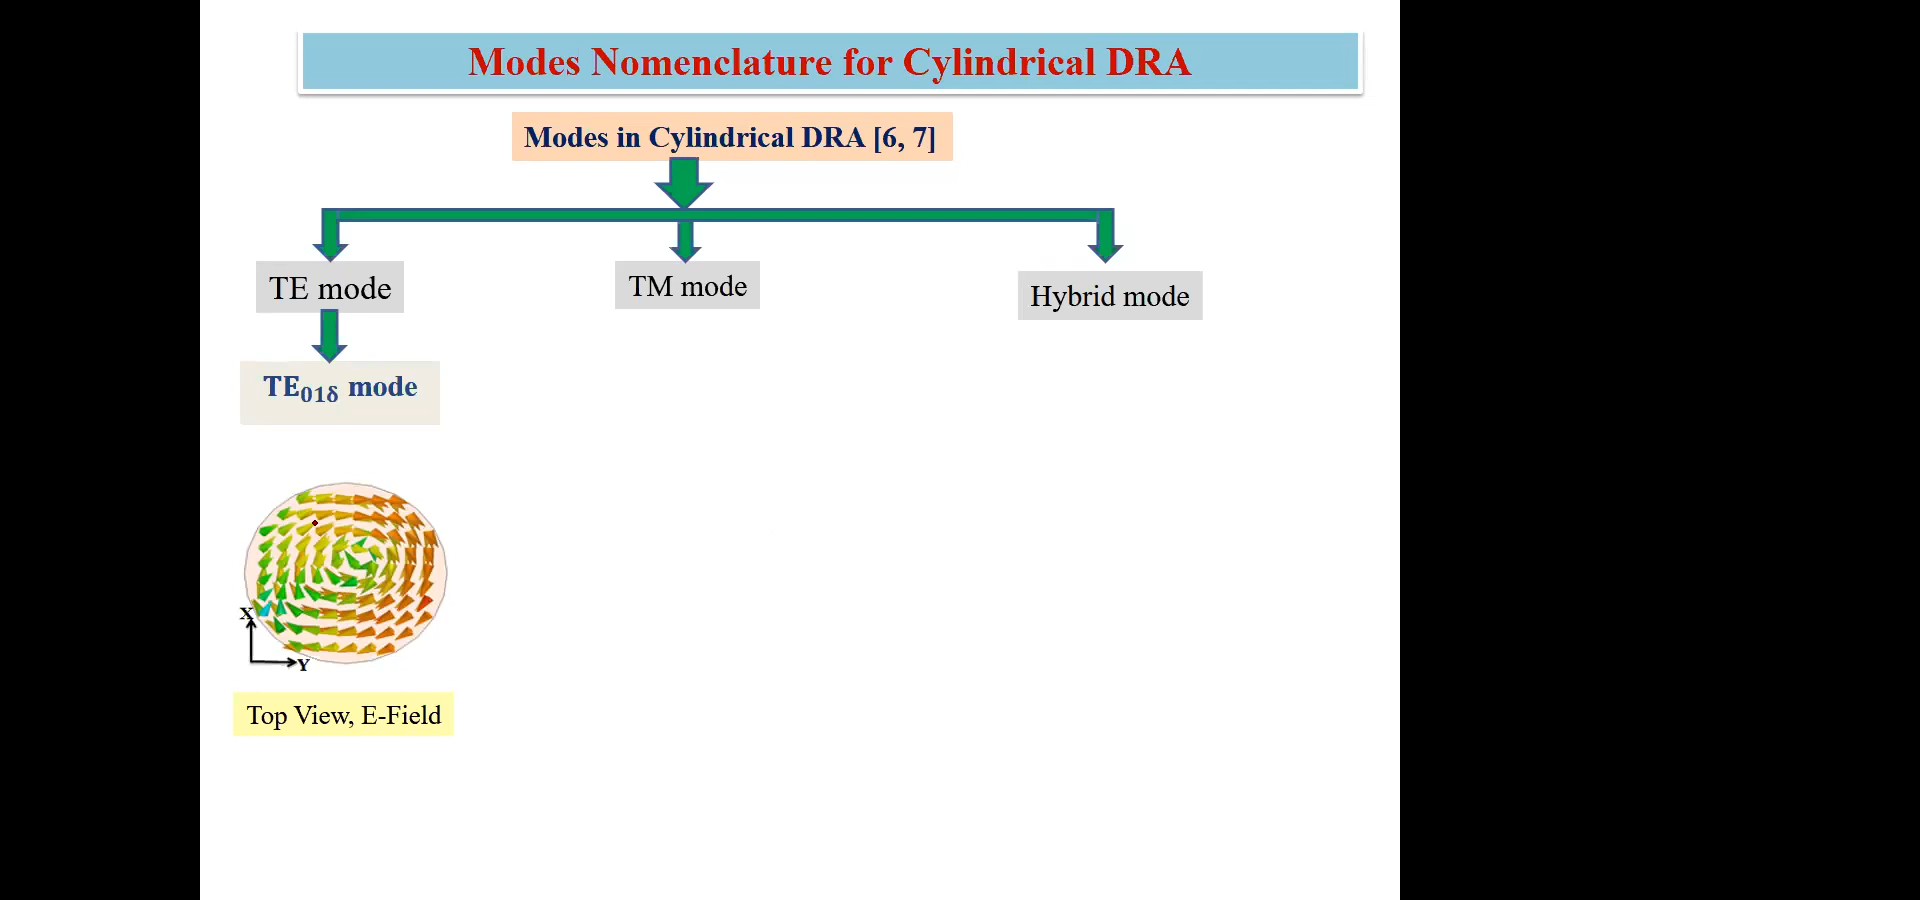 Modes Nomenclature for Cylindrical DRA
Modes in Cylindrical DRA [6, 7]
TE mode
TM mode
Hybrid mode
TE₀₁δ mode
X
Y
Top View, E-Field